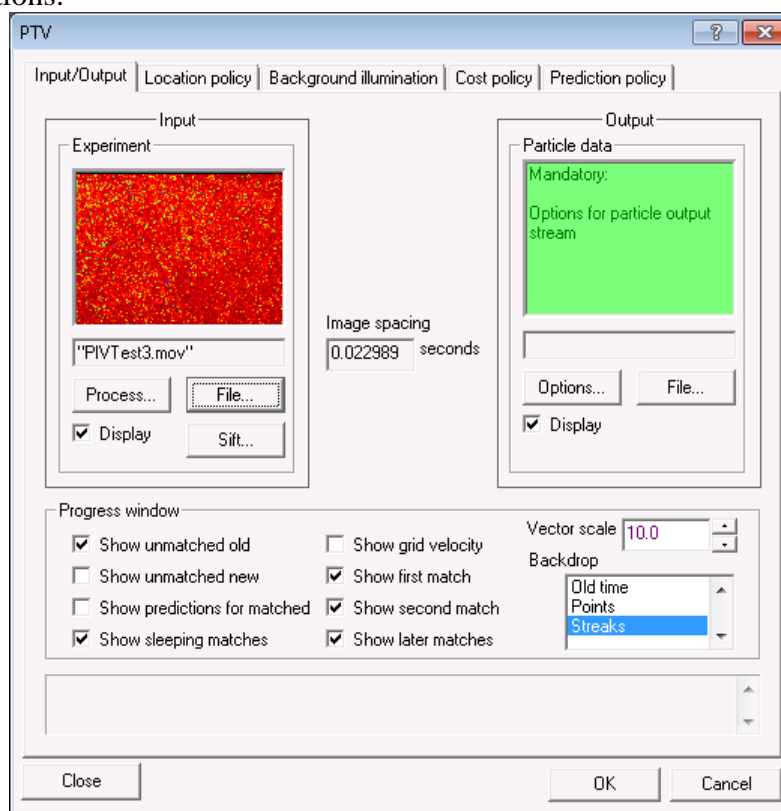 tions.
PTV
Input/Output Location policy Background illumination Cost policy Prediction policy
Input
Experiment
"PIVTest3.mov"
Process... File...
Display
Sift...
Image spacing
0.022989 seconds
Output
Particle data
Mandatory:
Options for particle output
stream
Options... File...
Display
Progress window
Show unmatched old
Show unmatched new
Show predictions for matched
Show sleeping matches
Show grid velocity
Show first match
Show second match
Show later matches
Vector scale 10.0
Backdrop
Old time
Points
Streaks
Close OK Cancel